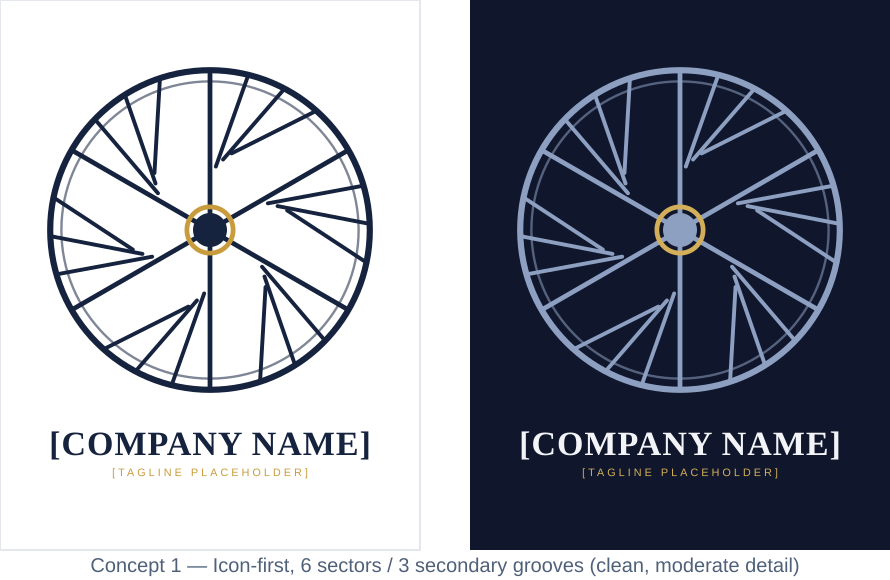 [COMPANY NAME]
[TAGLINE PLACEHOLDER]
[COMPANY NAME]
[TAGLINE PLACEHOLDER]
Concept 1 — Icon-first, 6 sectors / 3 secondary grooves (clean, moderate detail)